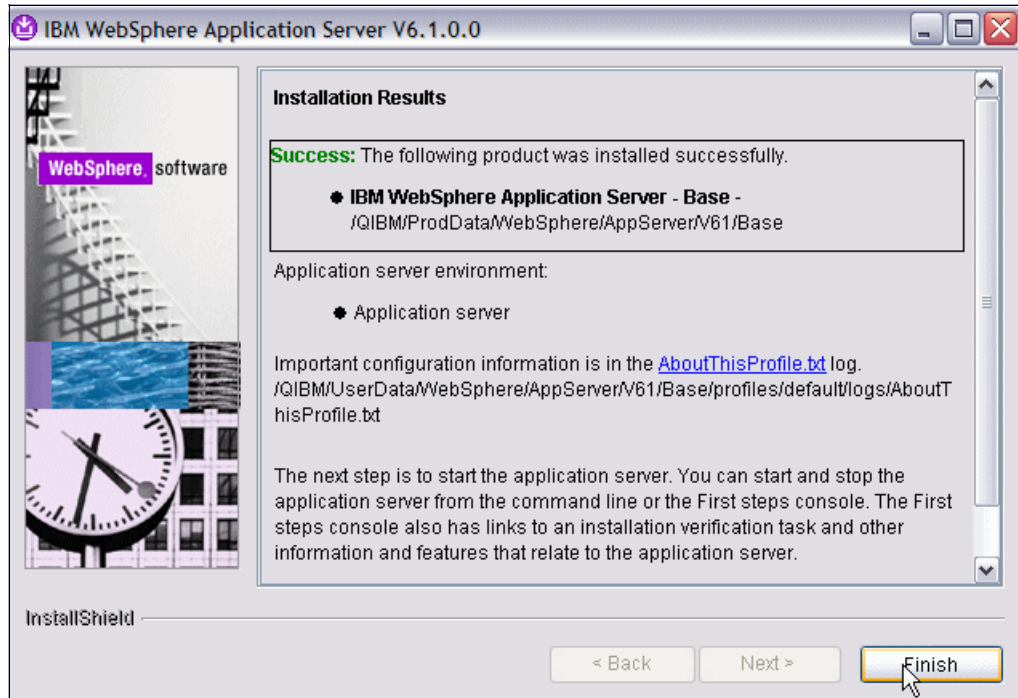 IBM WebSphere Application Server V6.1.0.0
WebSphere. software
Installation Results
Success: The following product was installed successfully.
● IBM WebSphere Application Server - Base -
/QIBM/ProdData/WebSphere/AppServer/V61/Base
Application server environment:
● Application server
Important configuration information is in the AboutThisProfile.txt log.
/QIBM/UserData/WebSphere/AppServer/V61/Base/profiles/default/logs/AboutT
hisProfile.txt
The next step is to start the application server. You can start and stop the
application server from the command line or the First steps console. The First
steps console also has links to an installation verification task and other
information and features that relate to the application server.
InstallShield
< Back
Next >
Finish